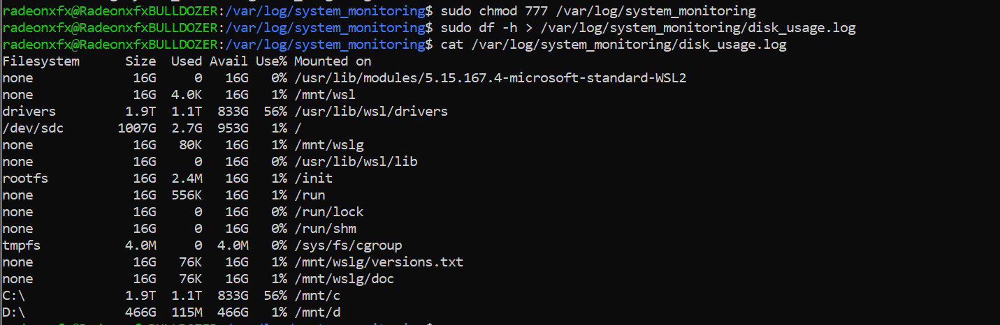 radeonxfx@RadeonxfxBULLDOZER:/var/log/system_monitoring$ sudo chmod 777 /var/log/system_monitoring
radeonxfx@RadeonxfxBULLDOZER:/var/log/system_monitoring$ sudo df -h > /var/log/system_monitoring/disk_usage.log
radeonxfx@RadeonxfxBULLDOZER:/var/log/system_monitoring$ cat /var/log/system_monitoring/disk_usage.log
Filesystem      Size  Used Avail Use% Mounted on
none             16G     0   16G   0% /usr/lib/modules/5.15.167.4-microsoft-standard-WSL2
none             16G  4.0K   16G   1% /mnt/wsl
drivers         1.9T  1.1T  833G  56% /usr/lib/wsl/drivers
/dev/sdc       1007G  2.7G  953G   1% /
none             16G   80K   16G   1% /mnt/wslg
none             16G     0   16G   0% /usr/lib/wsl/lib
rootfs           16G  2.4M   16G   1% /init
none             16G  556K   16G   1% /run
none             16G     0   16G   0% /run/lock
none             16G     0   16G   0% /run/shm
tmpfs           4.0M     0  4.0M   0% /sys/fs/cgroup
none             16G   76K   16G   1% /mnt/wslg/versions.txt
none             16G   76K   16G   1% /mnt/wslg/doc
C:\             1.9T  1.1T  833G  56% /mnt/c
D:\             466G  115M  466G   1% /mnt/d